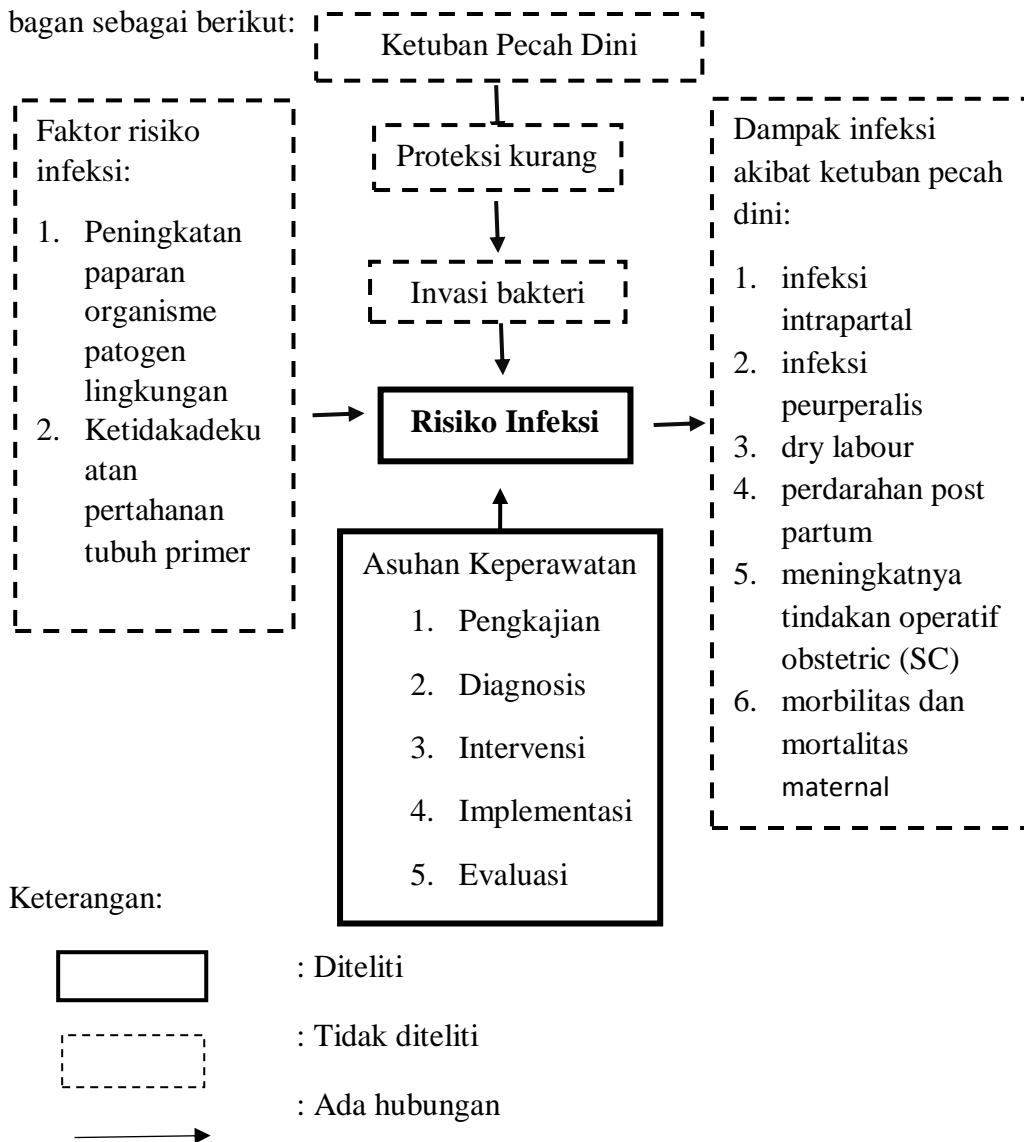 bagan sebagai berikut:
Ketuban Pecah Dini
Proteksi kurang
Invasi bakteri
Risiko Infeksi
Faktor risiko
infeksi:
1. Peningkatan
paparan
organisme
patogen
lingkungan
2. Ketidakadeku
atan
pertahanan
tubuh primer
Dampak infeksi
akibat ketuban pecah
dini:
1. infeksi
intrapartal
2. infeksi
peurperalis
3. dry labour
4. perdarahan post
partum
5. meningkatnya
tindakan operatif
obstetric (SC)
6. morbilitas dan
mortalitas
maternal
Asuhan Keperawatan
1. Pengkajian
2. Diagnosis
3. Intervensi
4. Implementasi
5. Evaluasi
Keterangan:
: Diteliti
: Tidak diteliti
: Ada hubungan